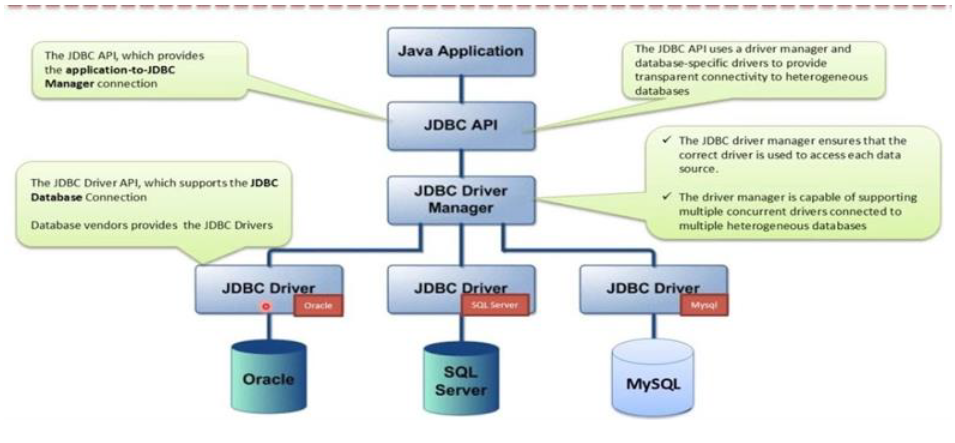 The JDBC API, which provides
the application-to-JDBC
Manager connection
Java Application
The JDBC API uses a driver manager and
database-specific drivers to provide
transparent connectivity to heterogeneous
databases
JDBC API
✓ The JDBC driver manager ensures that the
correct driver is used to access each data
source.
✓ The driver manager is capable of supporting
multiple concurrent drivers connected to
multiple heterogeneous databases
The JDBC Driver API, which supports the JDBC
Database Connection
Database vendors provides the JDBC Drivers
JDBC Driver
Manager
JDBC Driver
Oracle
JDBC Driver
SQL Server
JDBC Driver
Mysql
Oracle
SQL
Server
MySQL